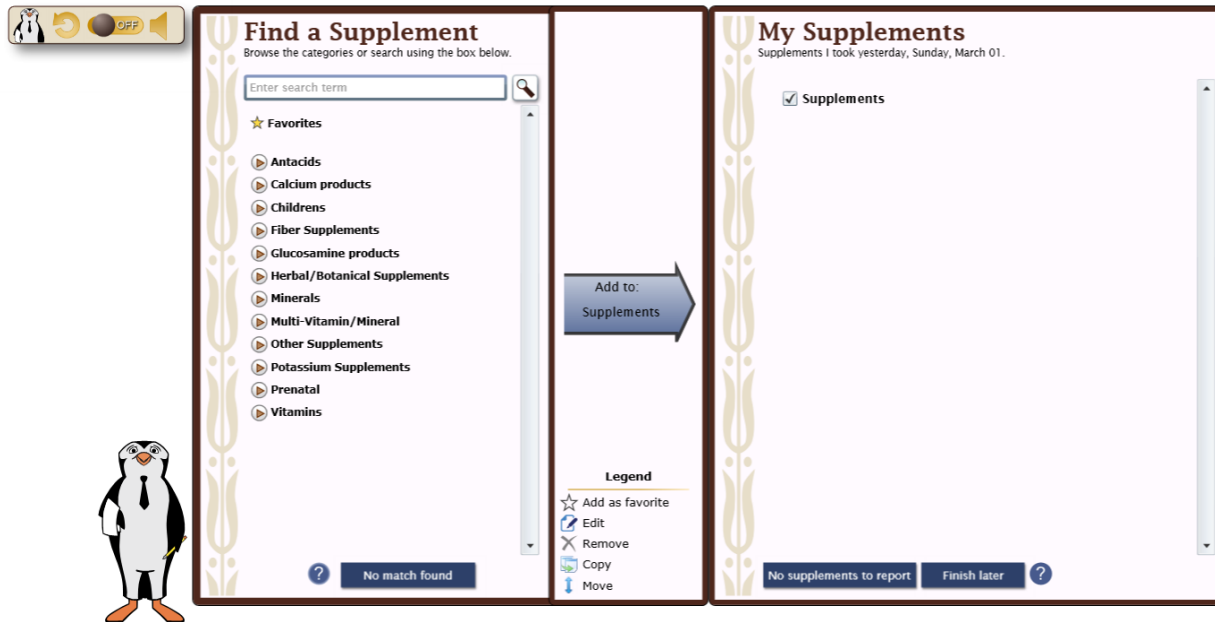 OFF
Find a Supplement
Browse the categories or search using the box below.
Enter search term
Favorites
Antacids
Calcium products
Childrens
Fiber Supplements
Glucosamine products
Herbal/Botanical Supplements
Minerals
Multi-Vitamin/Mineral
Other Supplements
Potassium Supplements
Prenatal
Vitamins
? No match found
Add to:
Supplements
Legend
Add as favorite
Edit
Remove
Copy
Move
My Supplements
Supplements I took yesterday, Sunday, March 01.
Supplements
No supplements to report Finish later ?